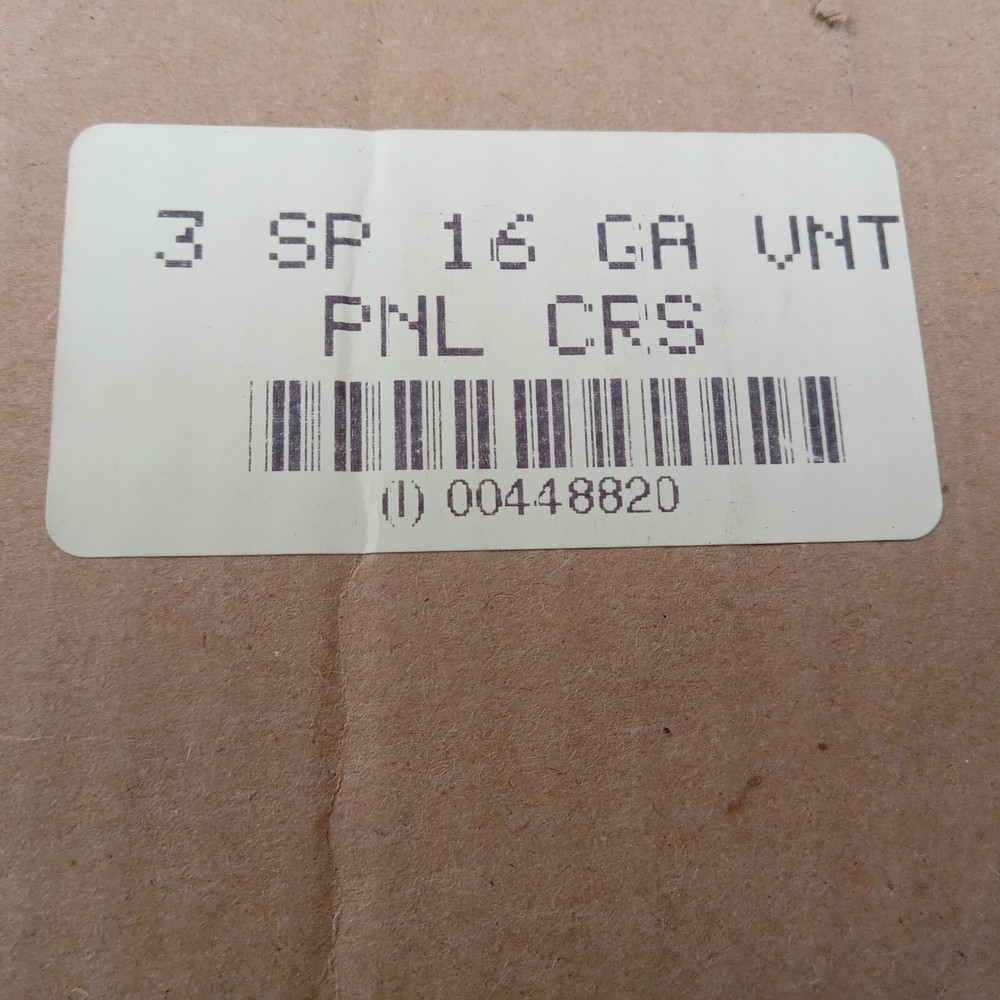 3 SP 16 GA VNT
PNL CRS
(I) 00448820